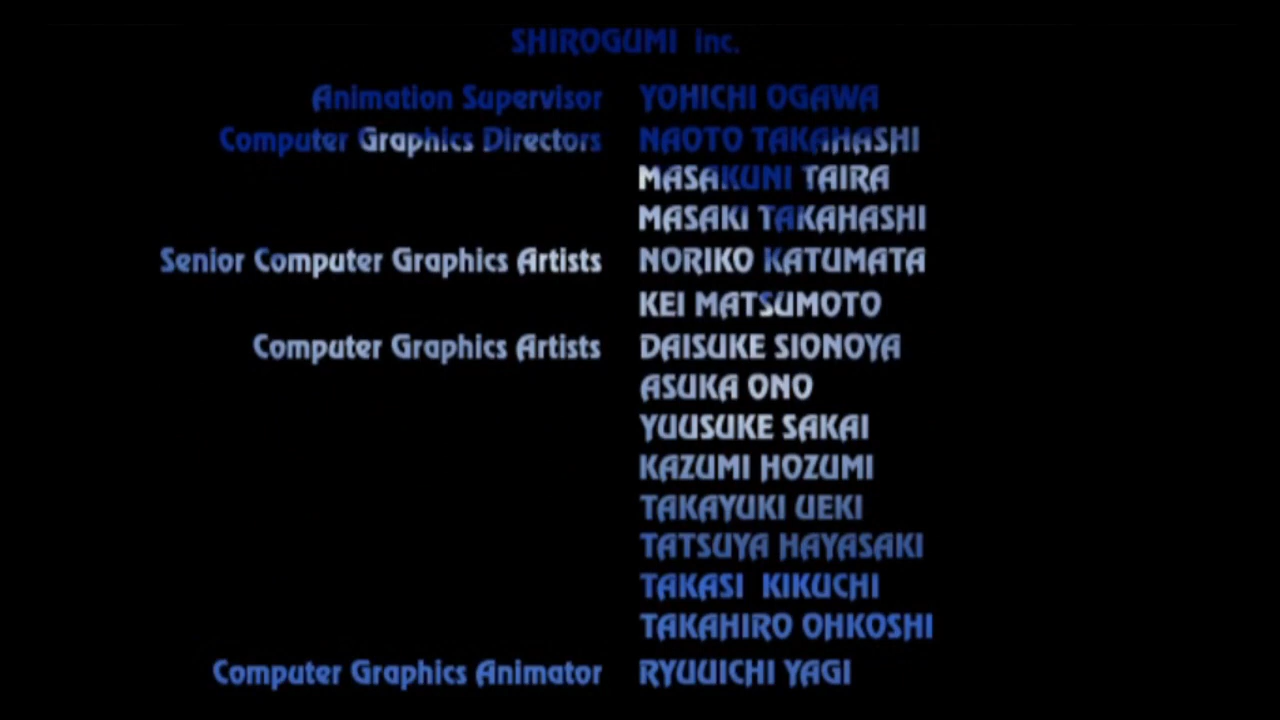 SHIROGUMI inc.
Animation Supervisor YOHICHI OGAWA
Computer Graphics Directors NAOTO TAKAHASHI
MASAKUNI TAIRA
MASAKI TAKAHASHI
Senior Computer Graphics Artists NORIKO KATUMATA
KEI MATSUMOTO
Computer Graphics Artists DAISUKE SIONOYA
ASUKA ONO
YUUSUKE SAKAI
KAZUMI HOZUMI
TAKAYUKI UEKI
TATSUYA HAYASAKI
TAKASI KIKUCHI
TAKAHIRO OHKOSHI
Computer Graphics Animator RYUUICHI YAGI